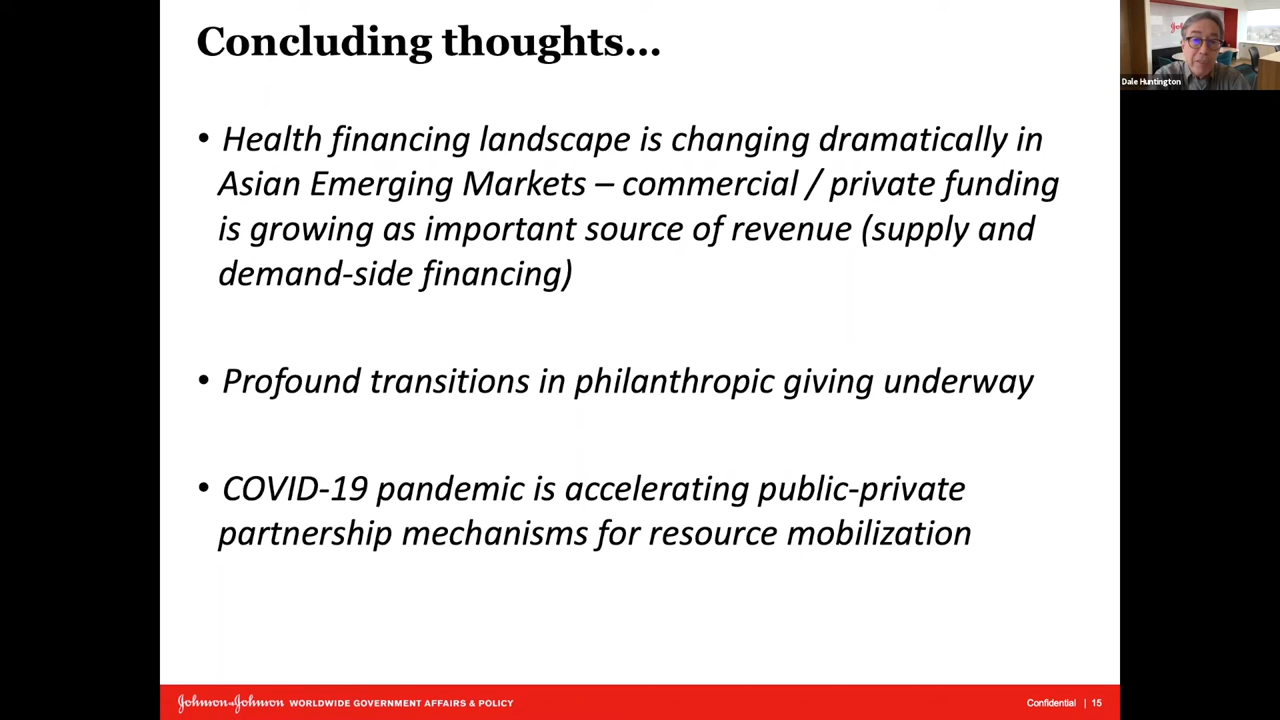 Concluding thoughts...
• Health financing landscape is changing dramatically in
Asian Emerging Markets – commercial / private funding
is growing as important source of revenue (supply and
demand-side financing)
• Profound transitions in philanthropic giving underway
• COVID-19 pandemic is accelerating public-private
partnership mechanisms for resource mobilization
Johnson & Johnson WORLDWIDE GOVERNMENT AFFAIRS & POLICY
Confidential | 15
Dale Huntington